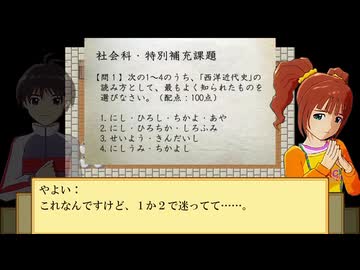 社会科・特別補充課題
【問１】次の1～4のうち、「西洋近代史」の
読み方として、最もよく知られたものを
選びなさい。（配点：100点）
1.にし・ひろし・ちかよ・あや
2.にし・ひろちか・しろふみ
3.せいよう・きんだいし
4.にしうみ・ちかよし
やよい：
これなんですけど、１か２で迷ってて……。